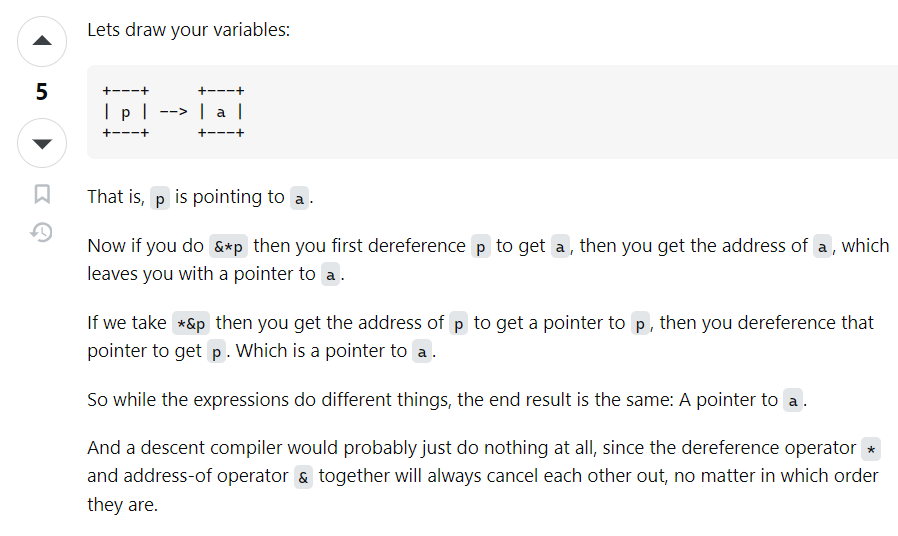 Lets draw your variables:
5
+---+      +---+
| p | --> | a |
+---+      +---+
That is, p is pointing to a.
Now if you do &*p then you first dereference p to get a, then you get the address of a, which
leaves you with a pointer to a.
If we take *&p then you get the address of p to get a pointer to p, then you dereference that
pointer to get p. Which is a pointer to a.
So while the expressions do different things, the end result is the same: A pointer to a.
And a descent compiler would probably just do nothing at all, since the dereference operator *
and address-of operator & together will always cancel each other out, no matter in which order
they are.